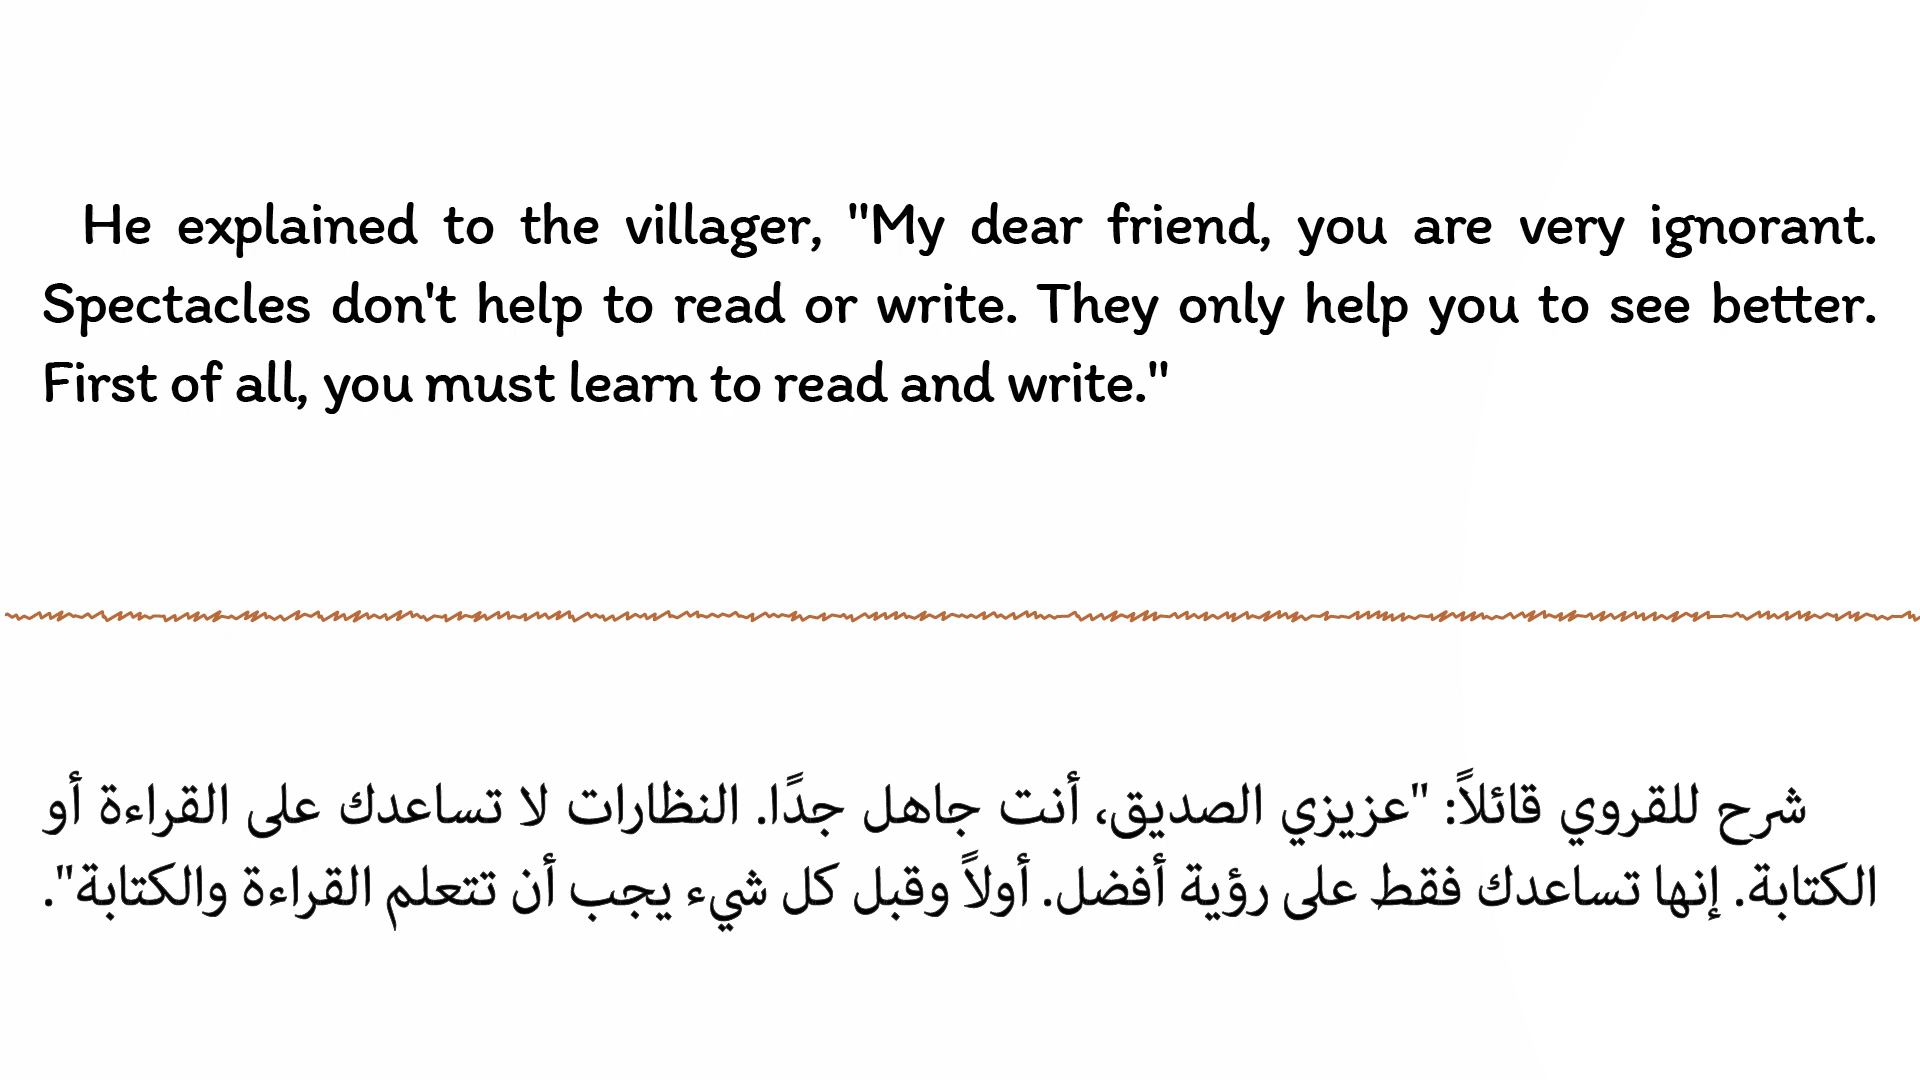 He explained to the villager, "My dear friend, you are very ignorant.
Spectacles don't help to read or write. They only help you to see better.
First of all, you must learn to read and write."
شرح للقروي قائلاً: "عزيزي الصديق، أنت جاهل جدًا. النظارات لا تساعدك على القراءة أو
الكتابة. إنها تساعدك فقط على رؤية أفضل. أولاً وقبل كل شيء يجب أن تتعلم القراءة والكتابة".